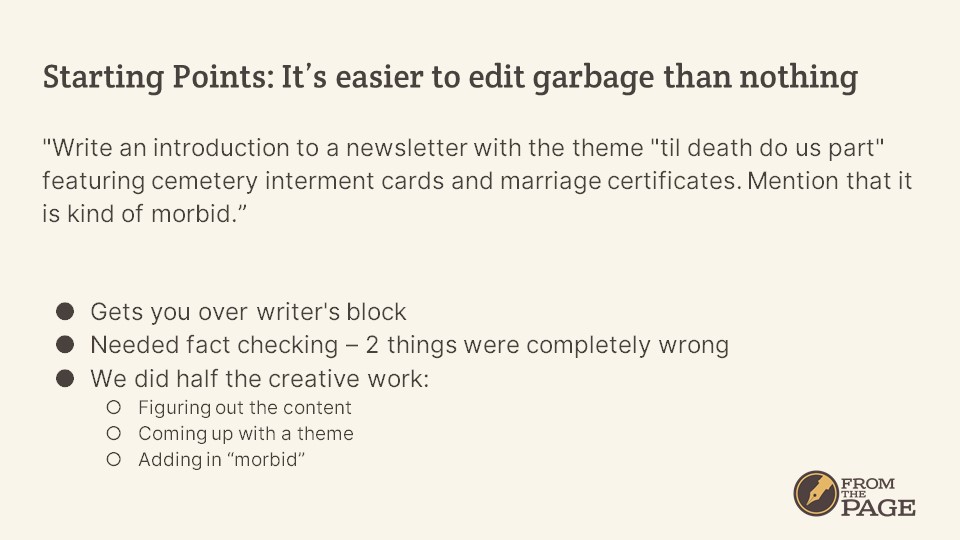 Starting Points: It’s easier to edit garbage than nothing
"Write an introduction to a newsletter with the theme "til death do us part"
featuring cemetery interment cards and marriage certificates. Mention that it
is kind of morbid.”
● Gets you over writer's block
● Needed fact checking – 2 things were completely wrong
● We did half the creative work:
○ Figuring out the content
○ Coming up with a theme
○ Adding in “morbid”
FROM
THE
PAGE